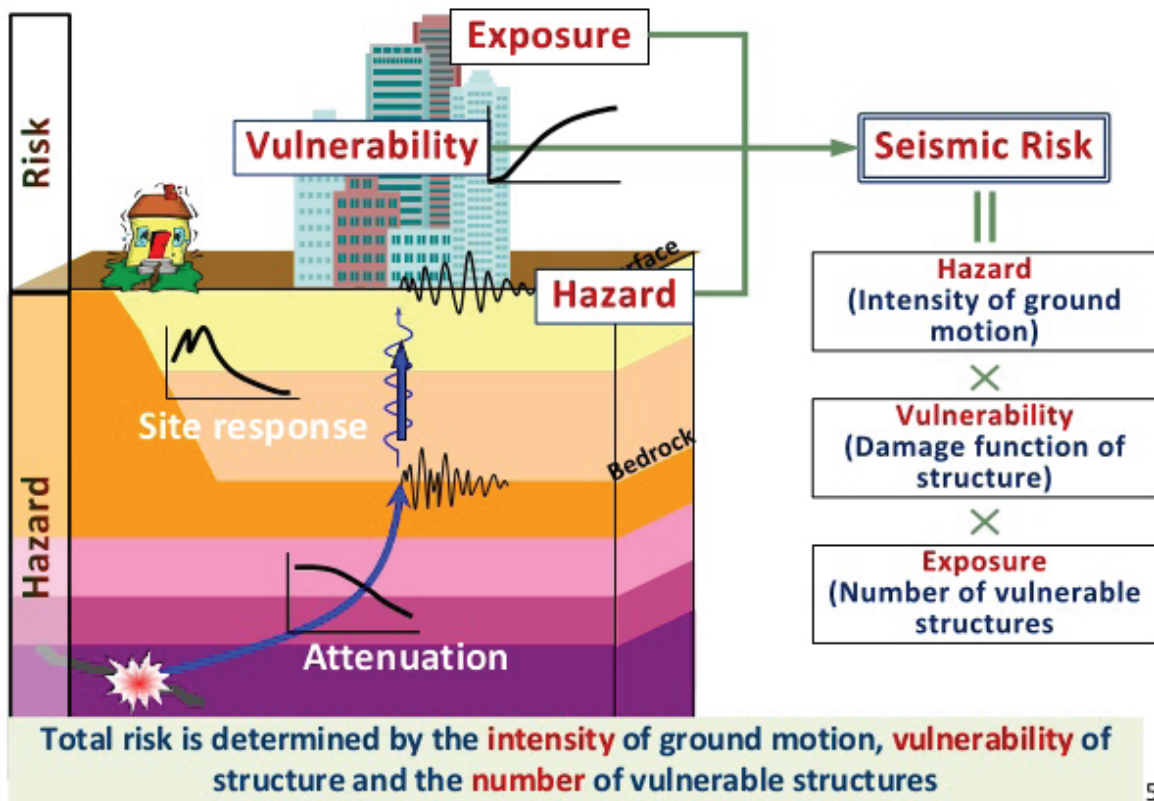 Risk
Hazard
Exposure
Vulnerability
Hazard
Site response
Bedrock
Attenuation
Seismic Risk
Hazard
(Intensity of ground
motion)
×
Vulnerability
(Damage function of
structure)
×
Exposure
(Number of vulnerable
structures
Total risk is determined by the intensity of ground motion, vulnerability of
structure and the number of vulnerable structures
5